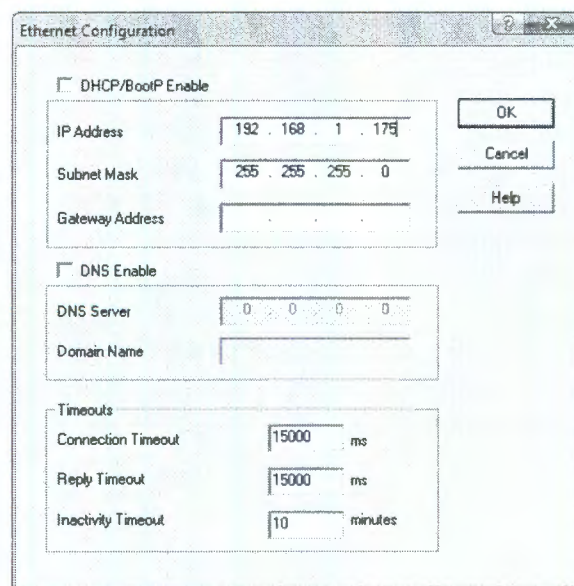 Ethernet Configuration
DHCP/BootP Enable
IP Address 192 . 168 . 1 . 175
Subnet Mask 255 . 255 . 255 . 0
Gateway Address . . .
OK
Cancel
Help
DNS Enable
DNS Server 0 . 0 . 0 . 0
Domain Name
Timeouts
Connection Timeout 15000 ms
Reply Timeout 15000 ms
Inactivity Timeout 10 minutes